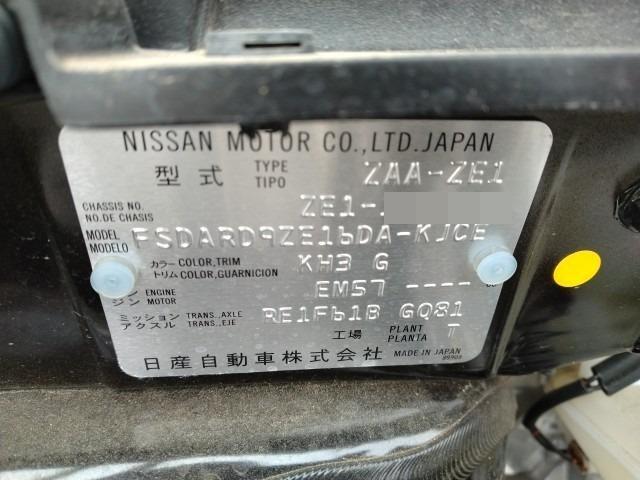 NISSAN MOTOR CO.,LTD.JAPAN
型式 TYPE TIPO ZAA-ZE1
CHASSIS NO. NO.DE CHASIS ZE1-
MODEL MODELO FSDARD9ZE16DA-KJCE
カラー COLOR,TRIM トリム COLOR,GUARNICION KH3 G
ジン ENGINE MOTOR EM57 ----
ミッション TRANS.,AXLE アクスル TRANS.,EJE RE1F61B GQ81
工場 PLANT PLANTA T
日産自動車株式会社 MADE IN JAPAN